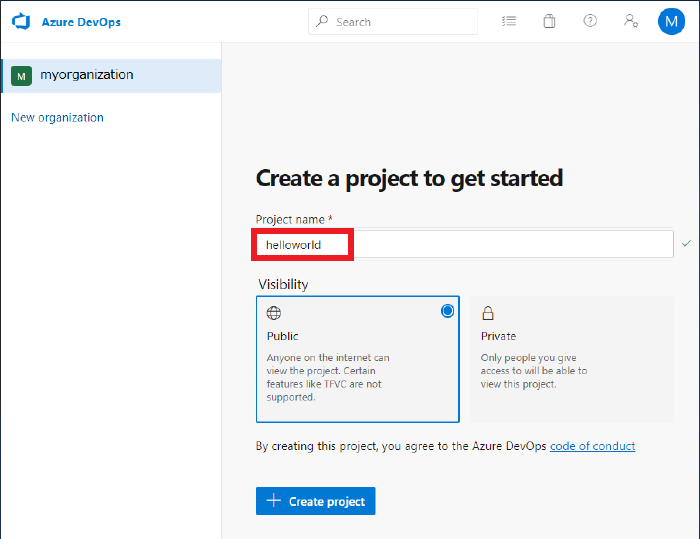 Azure DevOps
Search
M
M
myorganization
New organization
Create a project to get started
Project name *
helloworld
Visibility
Public
Anyone on the internet can
view the project. Certain
features like TFVC are not
supported.
Private
Only people you give
access to will be able to
view this project.
By creating this project, you agree to the Azure DevOps code of conduct
Create project